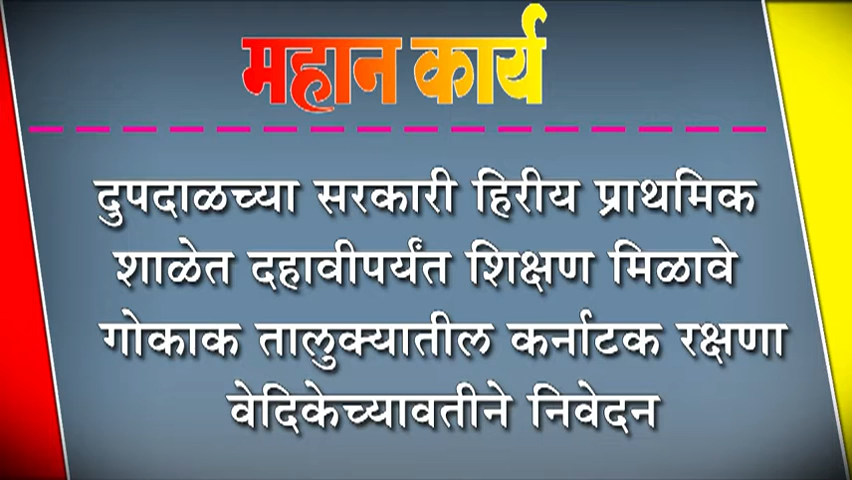 महान कार्य
दुपदाळच्या सरकारी हिरीय प्राथमिक
शाळेत दहावीपर्यंत शिक्षण मिळावे
गोकाक तालुक्यातील कर्नाटक रक्षणा
वेदिकेच्यावतीने निवेदन